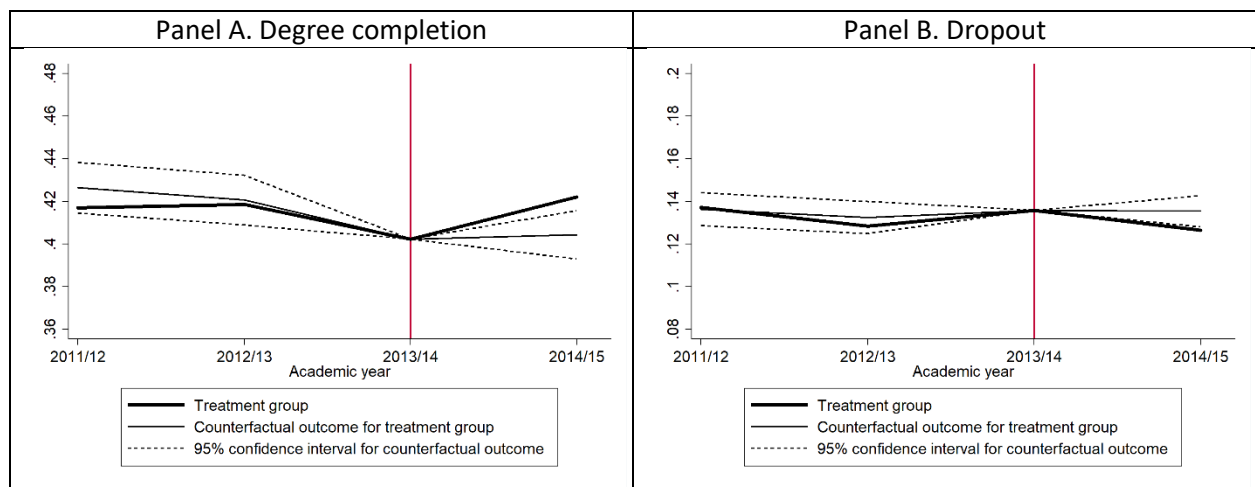 Panel A. Degree completion
.48
.46
.44
.42
.4
.38
.36
2011/12 2012/13 2013/14 2014/15
Academic year
Treatment group
Counterfactual outcome for treatment group
95% confidence interval for counterfactual outcome
Panel B. Dropout
.2
.18
.16
.14
.12
.1
.08
2011/12 2012/13 2013/14 2014/15
Academic year
Treatment group
Counterfactual outcome for treatment group
95% confidence interval for counterfactual outcome